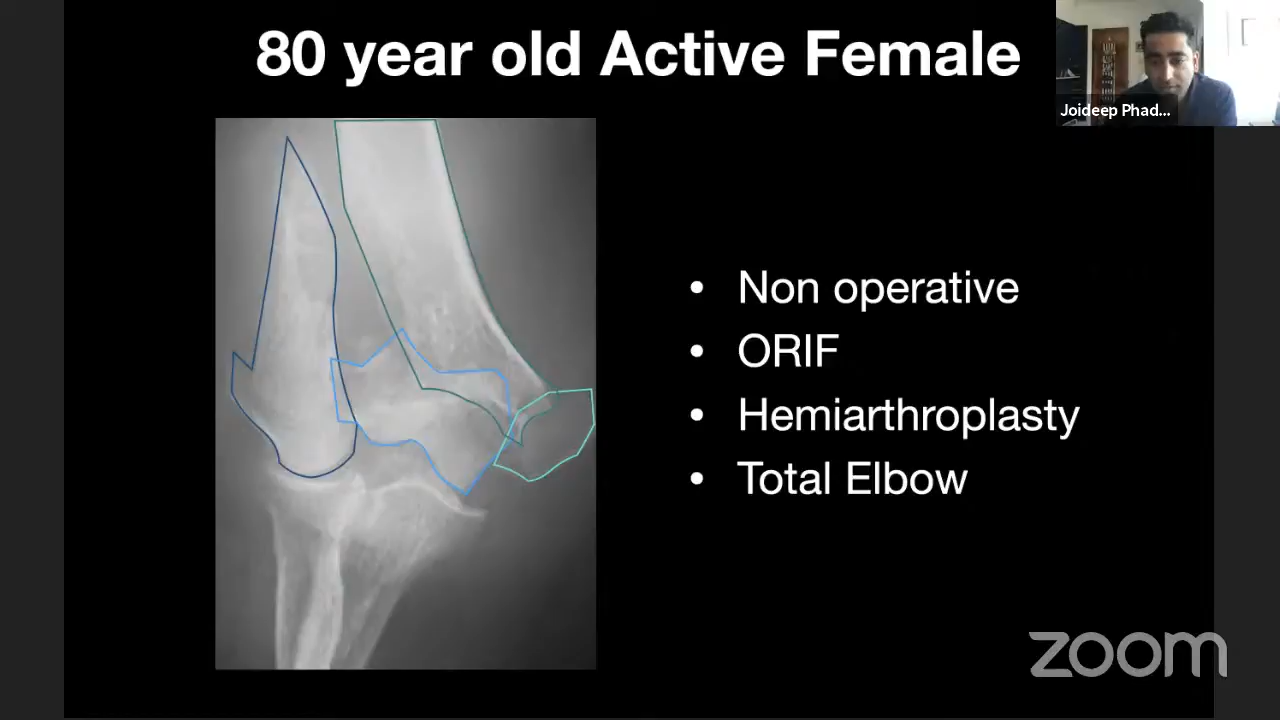 80 year old Active Female
Joideep Phad...
• Non operative
• ORIF
• Hemiarthroplasty
• Total Elbow
zoom